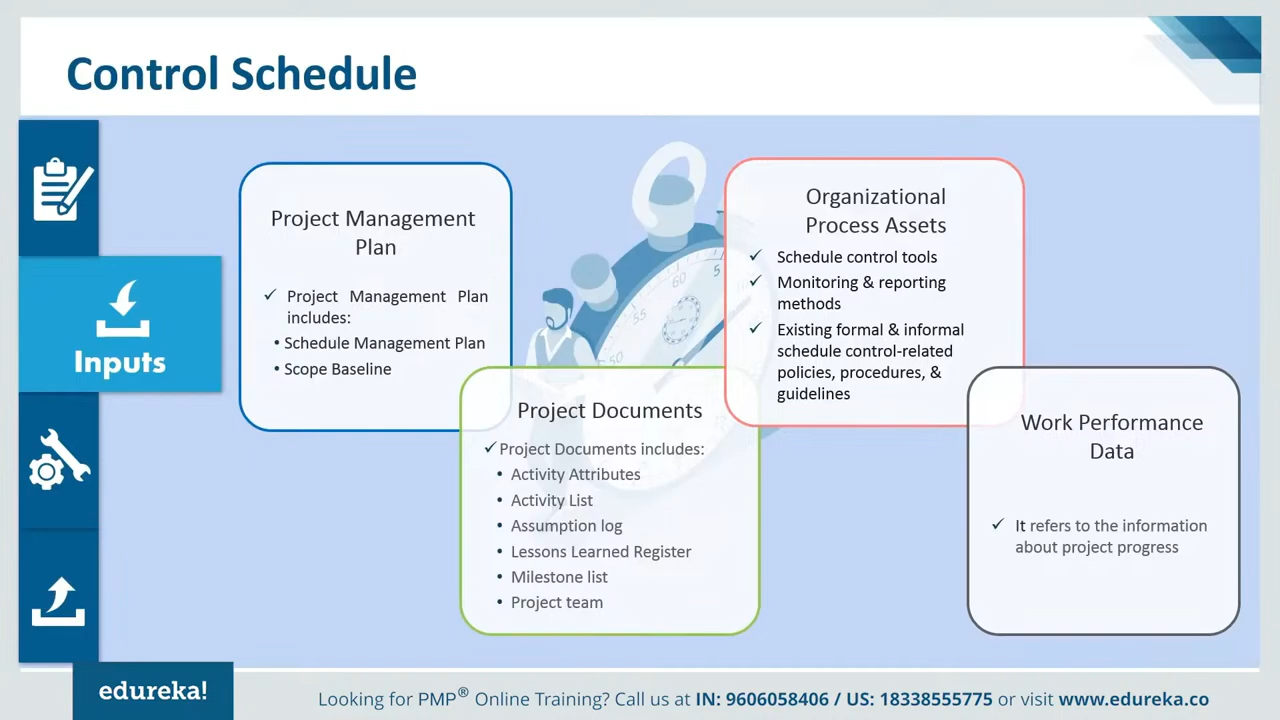 Control Schedule
Inputs
Project Management
Plan
✓ Project Management Plan
includes:
• Schedule Management Plan
• Scope Baseline
Project Documents
✓ Project Documents includes:
• Activity Attributes
• Activity List
• Assumption log
• Lessons Learned Register
• Milestone list
• Project team
Organizational
Process Assets
✓ Schedule control tools
✓ Monitoring & reporting
methods
✓ Existing formal & informal
schedule control-related
policies, procedures, &
guidelines
Work Performance
Data
✓ It refers to the information
about project progress
5
60
55
50
edureka!
Looking for PMP® Online Training? Call us at IN: 9606058406 / US: 18338555775 or visit www.edureka.co